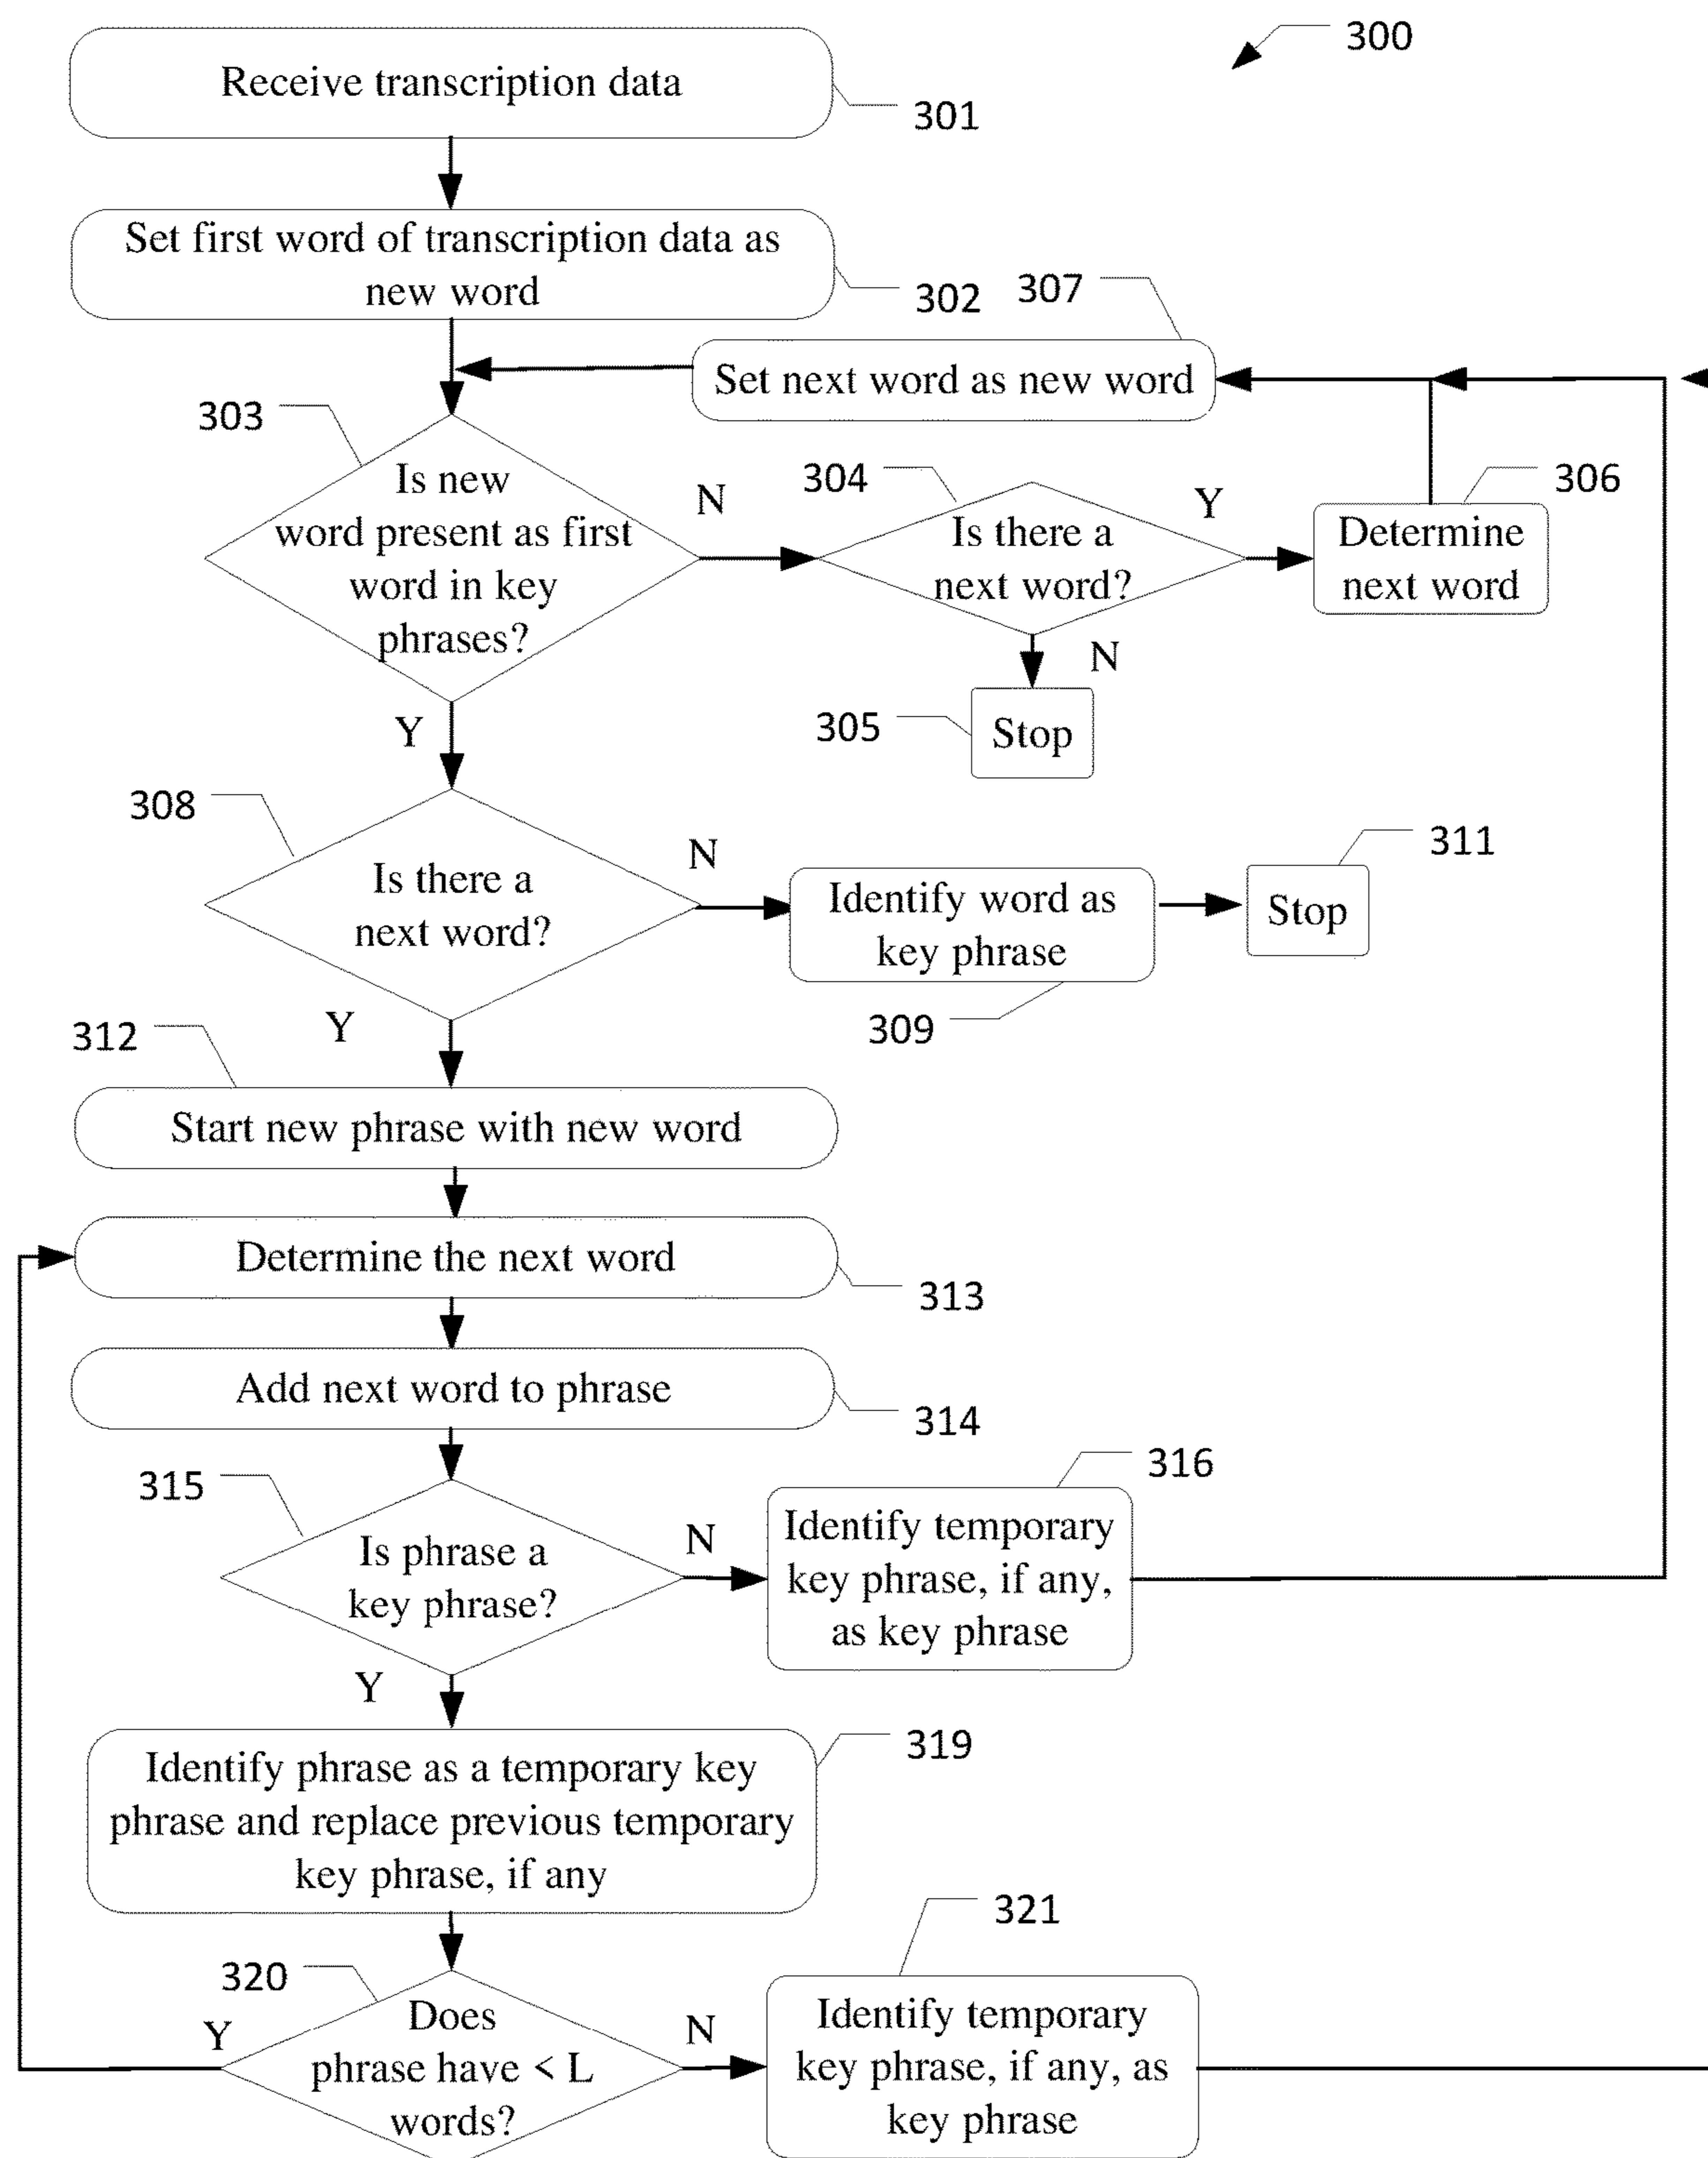 300
Receive transcription data
301
Set first word of transcription data as
new word
302
307
Set next word as new word
303
Is new
word present as first
word in key
phrases?
N
304
Is there a
next word?
Y
306
Determine
next word
N
305
Stop
Y
308
Is there a
next word?
N
Identify word as
key phrase
309
311
Stop
Y
312
Start new phrase with new word
Determine the next word
313
Add next word to phrase
314
315
Is phrase a
key phrase?
N
316
Identify temporary
key phrase, if any,
as key phrase
Y
319
Identify phrase as a temporary key
phrase and replace previous temporary
key phrase, if any
320
Does
phrase have < L
words?
Y
N
321
Identify temporary
key phrase, if any, as
key phrase